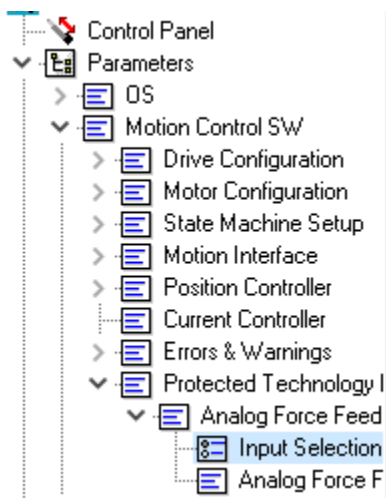 Control Panel
Parameters
OS
Motion Control SW
Drive Configuration
Motor Configuration
State Machine Setup
Motion Interface
Position Controller
Current Controller
Errors & Warnings
Protected Technology I
Analog Force Feed
Input Selection
Analog Force F